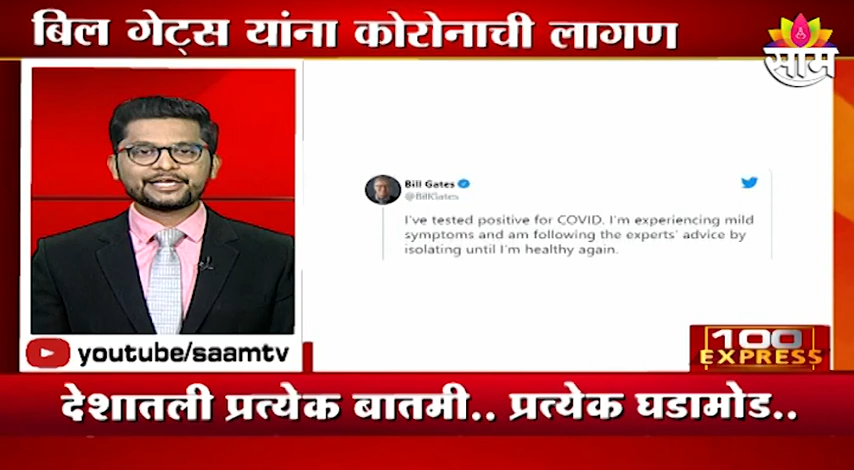 बिल गेट्स यांना कोरोनाची लागण
साम
Bill Gates
@BillGates
I've tested positive for COVID. I'm experiencing mild
symptoms and am following the experts' advice by
isolating until I'm healthy again.
youtube/saamtv
100
EXPRESS
देशातली प्रत्येक बातमी.. प्रत्येक घडामोड..